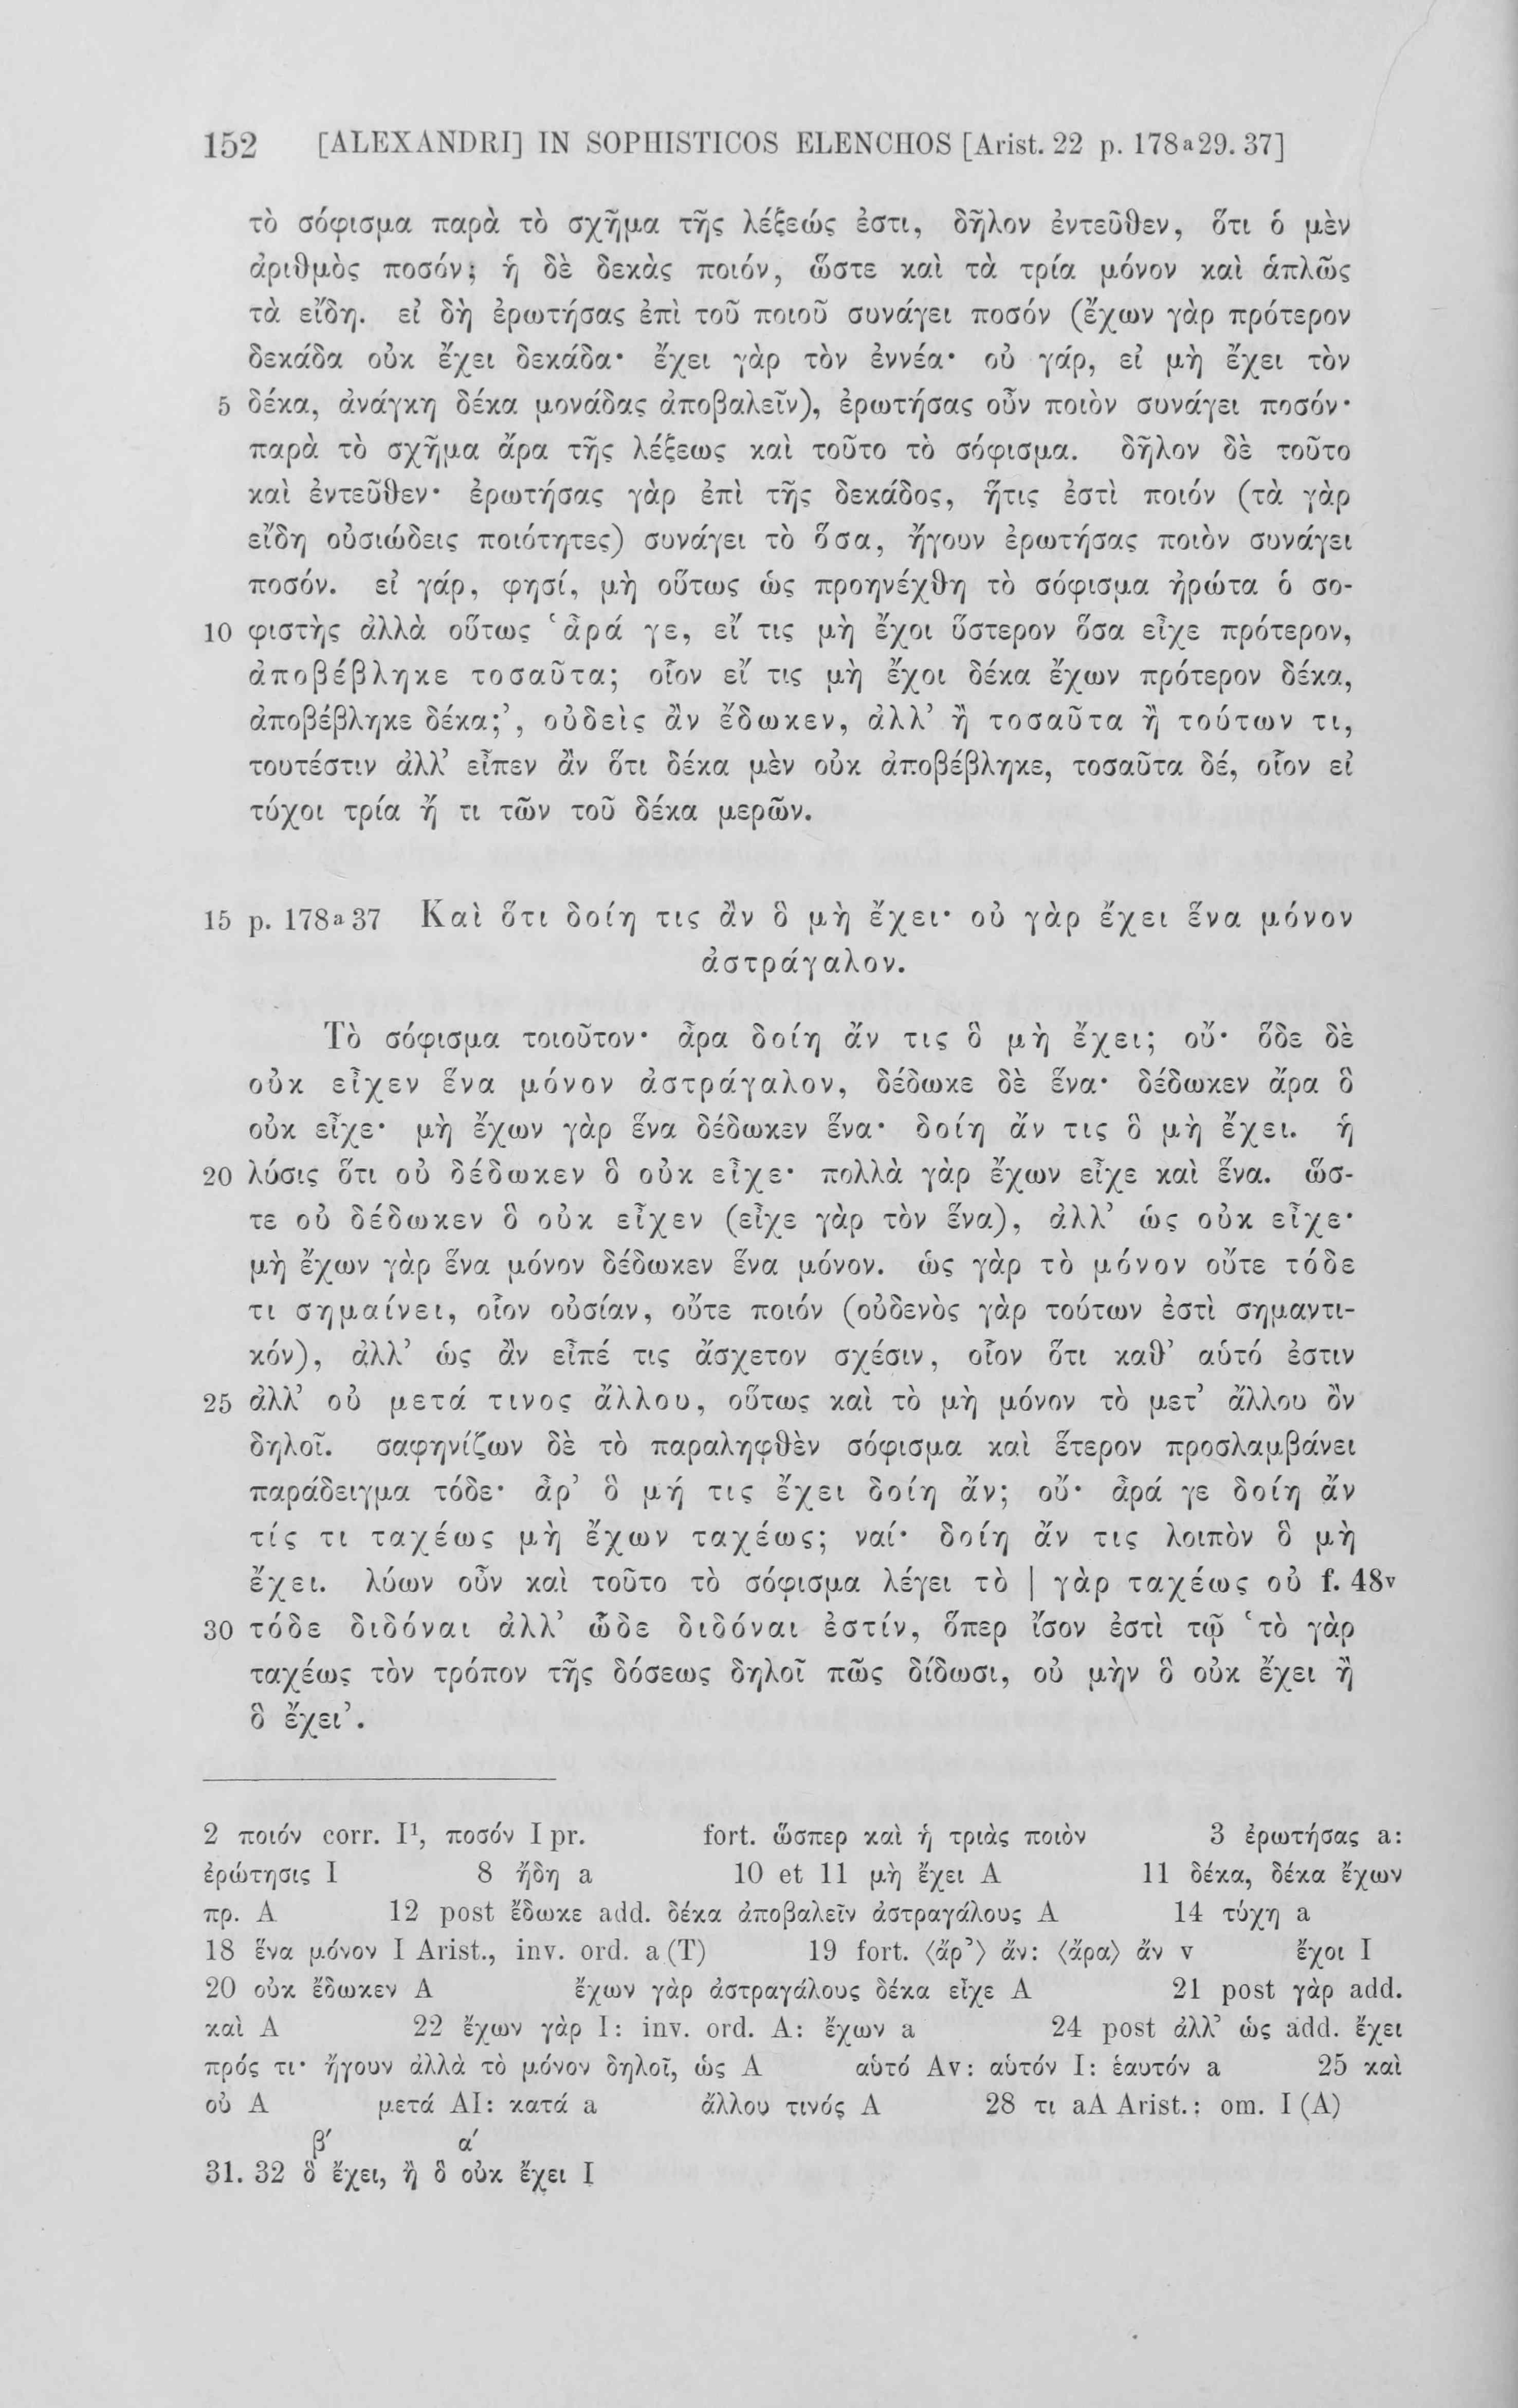 152 [ALEXANDRI] IN SOPHISTICOS ELENCHOS [Arist. 22 p. 178a29. 37]
τὸ σόφισμα παρὰ τὸ σχῆμα τῆς λέξεώς ἐστι, δῆλον ἐντεῦθεν, ὅτι ὁ μὲν
ἀριθμὸς ποσόν; ἡ δὲ δεκὰς ποιόν, ὥστε καὶ τὰ τρία μόνον καὶ ἁπλῶς
τὰ εἴδη. εἰ δὴ ἐρωτήσας ἐπὶ τοῦ ποιοῦ συνάγει ποσόν (ἔχων γὰρ πρότερον
δεκάδα οὐκ ἔχει δεκάδα· ἔχει γὰρ τὸν ἐννέα· οὐ γάρ, εἰ μὴ ἔχει τὸν
5 δέκα, ἀνάγκη δέκα μονάδας ἀποβαλεῖν), ἐρωτήσας οὖν ποιὸν συνάγει ποσόν·
παρὰ τὸ σχῆμα ἄρα τῆς λέξεως καὶ τοῦτο τὸ σόφισμα. δῆλον δὲ τοῦτο
καὶ ἐντεῦθεν· ἐρωτήσας γὰρ ἐπὶ τῆς δεκάδος, ἥτις ἐστὶ ποιόν (τὰ γὰρ
εἴδη οὐσιώδεις ποιότητες) συνάγει τὸ ὅσα, ἤγουν ἐρωτήσας ποιὸν συνάγει
ποσόν. εἰ γάρ, φησί, μὴ οὕτως ὡς προηνέχθη τὸ σόφισμα ἠρώτα ὁ σο-
10 φιστὴς ἀλλὰ οὕτως ‘ἆρά γε, εἴ τις μὴ ἔχοι ὕστερον ὅσα εἶχε πρότερον,
ἀποβέβληκε τοσαῦτα; οἷον εἴ τις μὴ ἔχοι δέκα ἔχων πρότερον δέκα,
ἀποβέβληκε δέκα;’, οὐδεὶς ἂν ἔδωκεν, ἀλλ’ ἢ τοσαῦτα ἢ τούτων τι,
τουτέστιν ἀλλ’ εἶπεν ἂν ὅτι δέκα μὲν οὐκ ἀποβέβληκε, τοσαῦτα δέ, οἷον εἰ
τύχοι τρία ἤ τι τῶν τοῦ δέκα μερῶν.
15 p. 178a37 Καὶ ὅτι δοίη τις ἂν ὃ μὴ ἔχει· οὐ γὰρ ἔχει ἕνα μόνον
ἀστράγαλον.
Τὸ σόφισμα τοιοῦτον· ἆρα δοίη ἄν τις ὃ μὴ ἔχει; οὔ· ὅδε δὲ
οὐκ εἶχεν ἕνα μόνον ἀστράγαλον, δέδωκε δὲ ἕνα· δέδωκεν ἄρα ὃ
οὐκ εἶχε· μὴ ἔχων γὰρ ἕνα δέδωκεν ἕνα· δοίη ἄν τις ὃ μὴ ἔχει. ἡ
20 λύσις ὅτι οὐ δέδωκεν ὃ οὐκ εἶχε· πολλὰ γὰρ ἔχων εἶχε καὶ ἕνα. ὥσ-
τε οὐ δέδωκεν ὃ οὐκ εἶχεν (εἶχε γὰρ τὸν ἕνα), ἀλλ’ ὡς οὐκ εἶχε·
μὴ ἔχων γὰρ ἕνα μόνον δέδωκεν ἕνα μόνον. ὡς γὰρ τὸ μόνον οὔτε τόδε
τι σημαίνει, οἷον οὐσίαν, οὔτε ποιόν (οὐδενὸς γὰρ τούτων ἐστὶ σημαντι-
κόν), ἀλλ’ ὡς ἂν εἶπέ τις ἄσχετον σχέσιν, οἷον ὅτι καθ’ αὑτό ἐστιν
25 ἀλλ’ οὐ μετά τινος ἄλλου, οὕτως καὶ τὸ μὴ μόνον τὸ μετ’ ἄλλου ὂν
δηλοῖ. σαφηνίζων δὲ τὸ παραληφθὲν σόφισμα καὶ ἕτερον προσλαμβάνει
παράδειγμα τόδε· ἆρ’ ὃ μή τις ἔχει δοίη ἄν; οὔ· ἆρά γε δοίη ἄν
τίς τι ταχέως μὴ ἔχων ταχέως; ναί· δοίη ἄν τις λοιπὸν ὃ μὴ
ἔχει. λύων οὖν καὶ τοῦτο τὸ σόφισμα λέγει τὸ | γὰρ ταχέως οὐ f. 48v
30 τόδε διδόναι ἀλλ’ ὧδε διδόναι ἐστίν, ὅπερ ἴσον ἐστὶ τῷ ‘τὸ γὰρ
ταχέως τὸν τρόπον τῆς δόσεως δηλοῖ πῶς δίδωσι, οὐ μὴν ὃ οὐκ ἔχει ἢ
ὃ ἔχει’.
2 ποιόν corr. I¹, ποσόν I pr. fort. ὥσπερ καὶ ἡ τριὰς ποιὸν 3 ἐρωτήσας a:
ἐρώτησις I 8 ἤδη a 10 et 11 μὴ ἔχει A 11 δέκα, δέκα ἔχων
πρ. A 12 post ἔδωκε add. δέκα ἀποβαλεῖν ἀστραγάλους A 14 τύχη a
18 ἕνα μόνον I Arist., inv. ord. a (T) 19 fort. ⟨ἄρ’⟩ ἄν: ⟨ἄρα⟩ ἄν v ἔχοι I
20 οὐκ ἔδωκεν A ἔχων γὰρ ἀστραγάλους δέκα εἶχε A 21 post γὰρ add.
καὶ A 22 ἔχων γὰρ I: inv. ord. A: ἔχων a 24 post ἀλλ’ ὡς add. ἔχει
πρός τι· ἤγουν ἀλλὰ τὸ μόνον δηλοῖ, ὡς A αὑτό Av: αὑτόν I: ἑαυτόν a 25 καὶ
οὐ A μετά AI: κατά a ἄλλου τινός A 28 τι aA Arist.: om. I (A)
β′ α′
31. 32 ὃ ἔχει, ἢ ὃ οὐκ ἔχει I